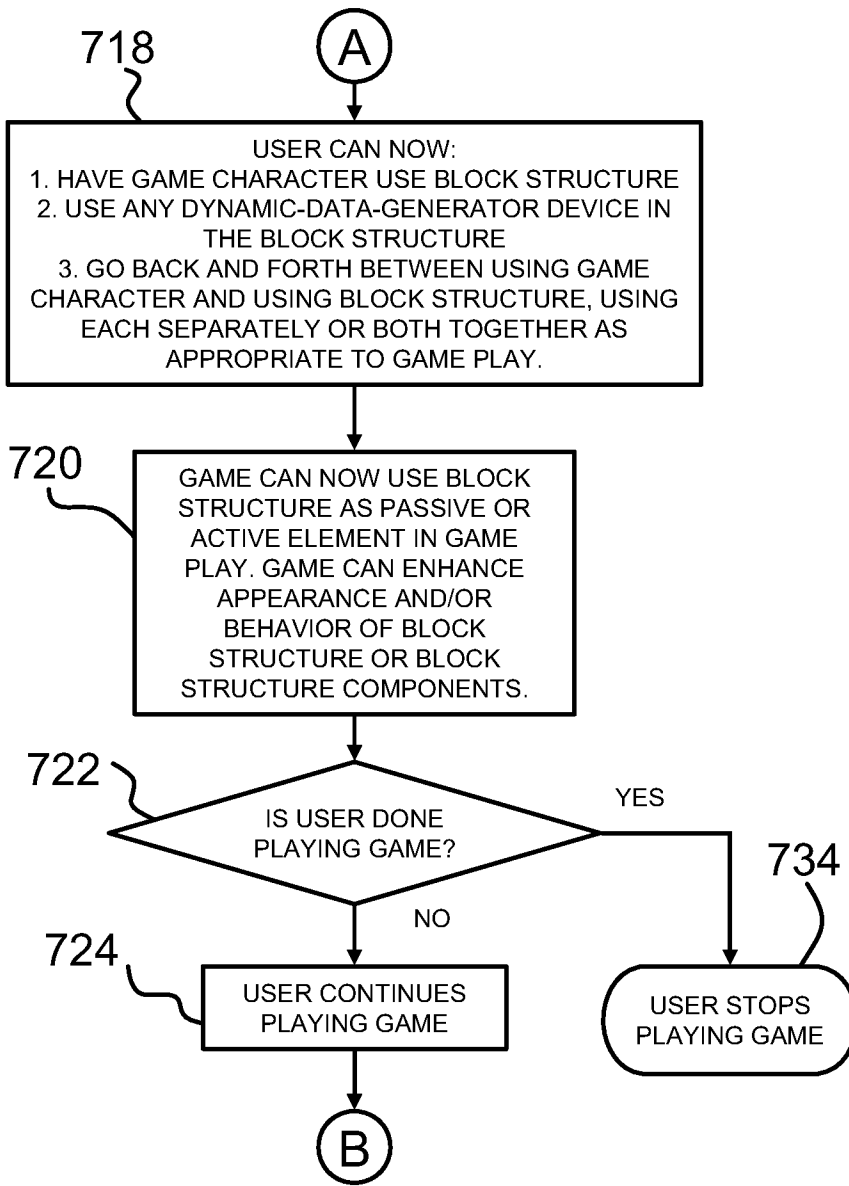 718
A
USER CAN NOW:
1. HAVE GAME CHARACTER USE BLOCK STRUCTURE
2. USE ANY DYNAMIC-DATA-GENERATOR DEVICE IN
THE BLOCK STRUCTURE
3. GO BACK AND FORTH BETWEEN USING GAME
CHARACTER AND USING BLOCK STRUCTURE, USING
EACH SEPARATELY OR BOTH TOGETHER AS
APPROPRIATE TO GAME PLAY.
720
GAME CAN NOW USE BLOCK
STRUCTURE AS PASSIVE OR
ACTIVE ELEMENT IN GAME
PLAY. GAME CAN ENHANCE
APPEARANCE AND/OR
BEHAVIOR OF BLOCK
STRUCTURE OR BLOCK
STRUCTURE COMPONENTS.
722
IS USER DONE
PLAYING GAME?
YES
NO
734
724
USER CONTINUES
PLAYING GAME
USER STOPS
PLAYING GAME
B